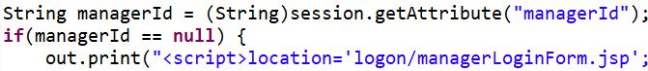 String managerId = (String)session.getAttribute("managerId");
if(managerId == null) {
    out.print("<script>location='logon/managerLoginForm.jsp';